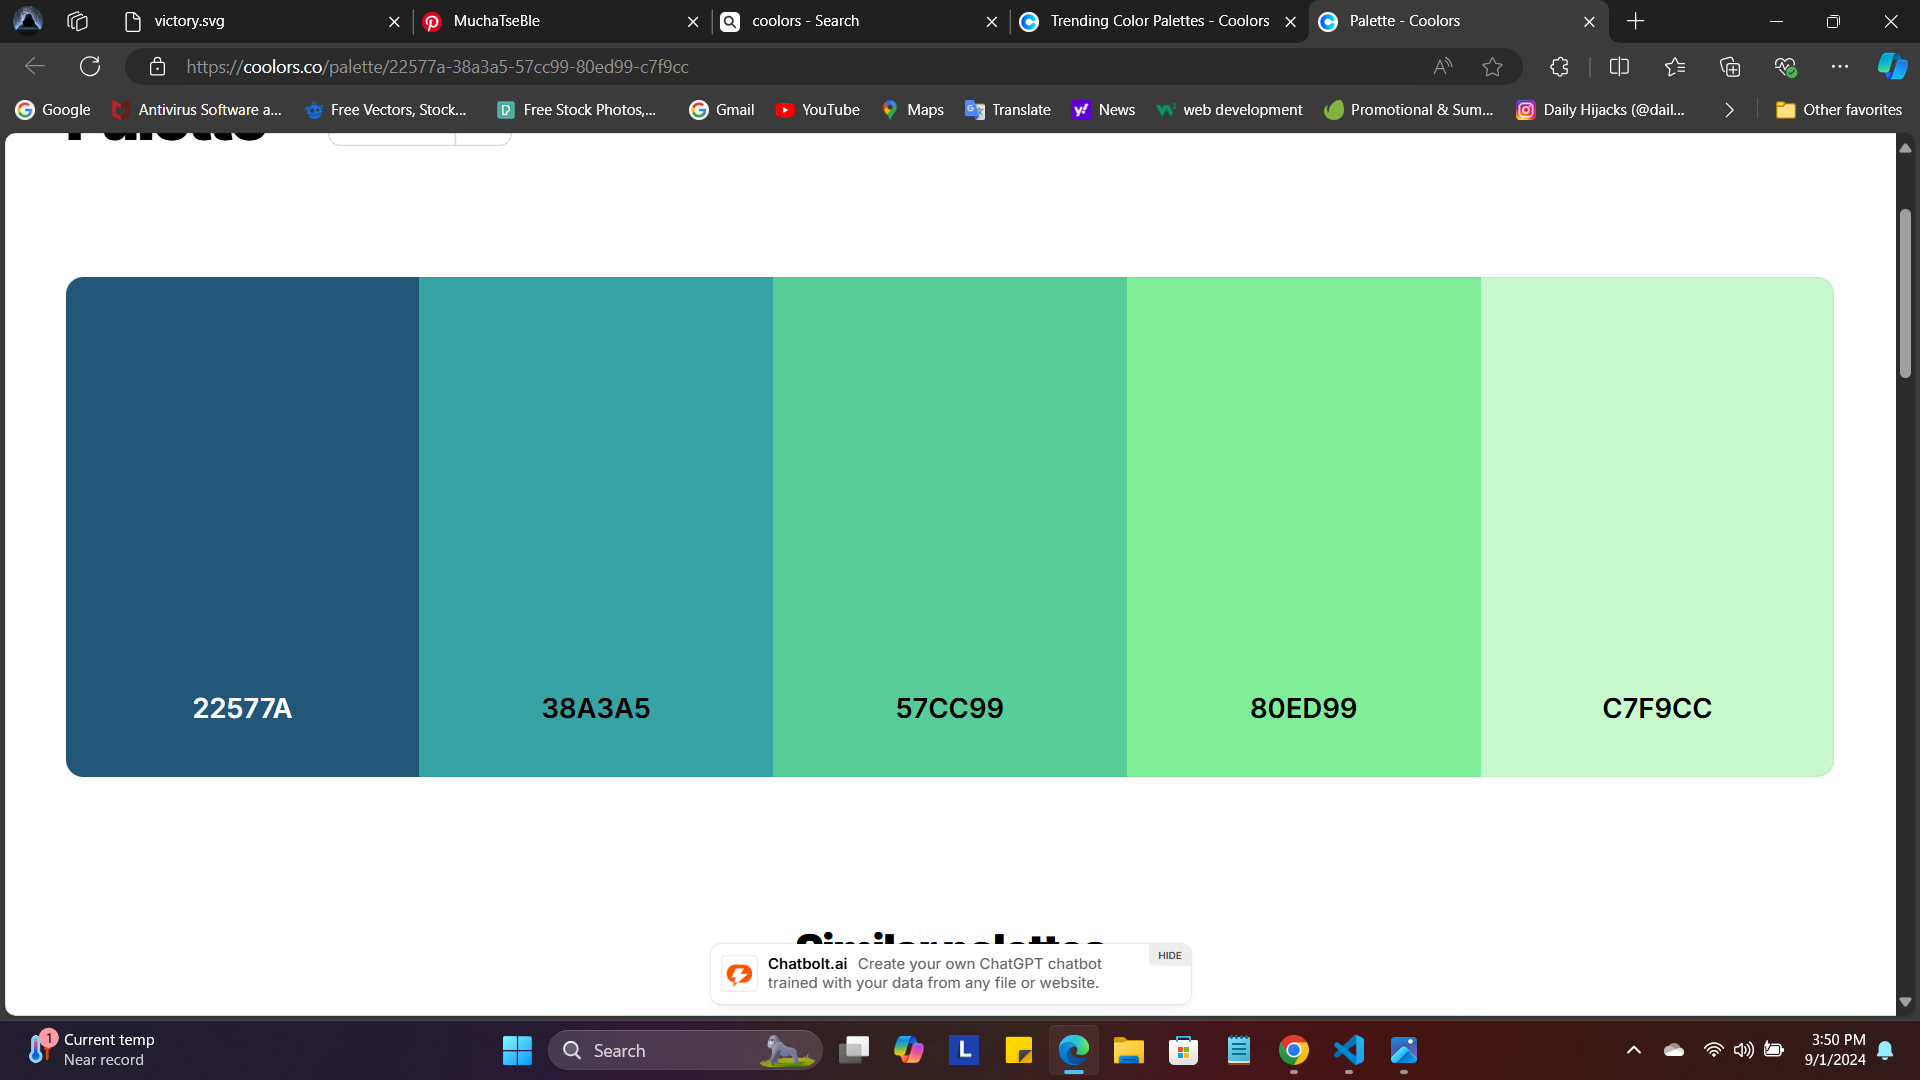 victory.svg
MuchaTseBle
coolors - Search
Trending Color Palettes - Coolors
Palette - Coolors
https://coolors.co/palette/22577a-38a3a5-57cc99-80ed99-c7f9cc
Google
Antivirus Software a...
Free Vectors, Stock...
Free Stock Photos,...
Gmail
YouTube
Maps
Translate
News
web development
Promotional & Sum...
Daily Hijacks (@dail...
Other favorites
Palette
22577A
38A3A5
57CC99
80ED99
C7F9CC
Similar palettes
HIDE
Chatbolt.ai Create your own ChatGPT chatbot
trained with your data from any file or website.
1
Current temp
Near record
Search
L
3:50 PM
9/1/2024